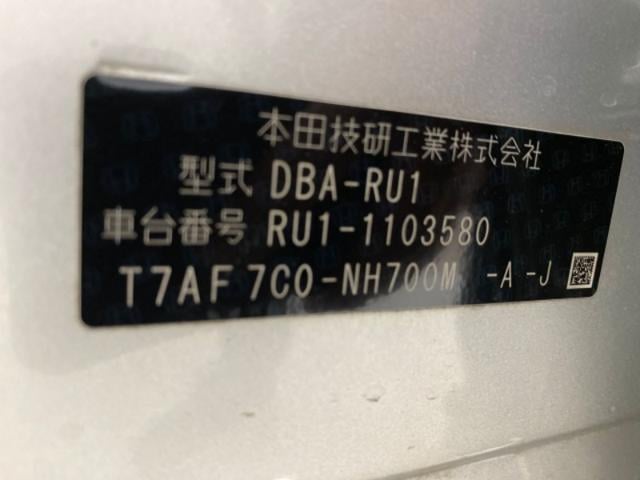 本田技研工業株式会社
型式 DBA-RU1
車台番号 RU1-1103580
T7AF 7C0-NH700M -A -J